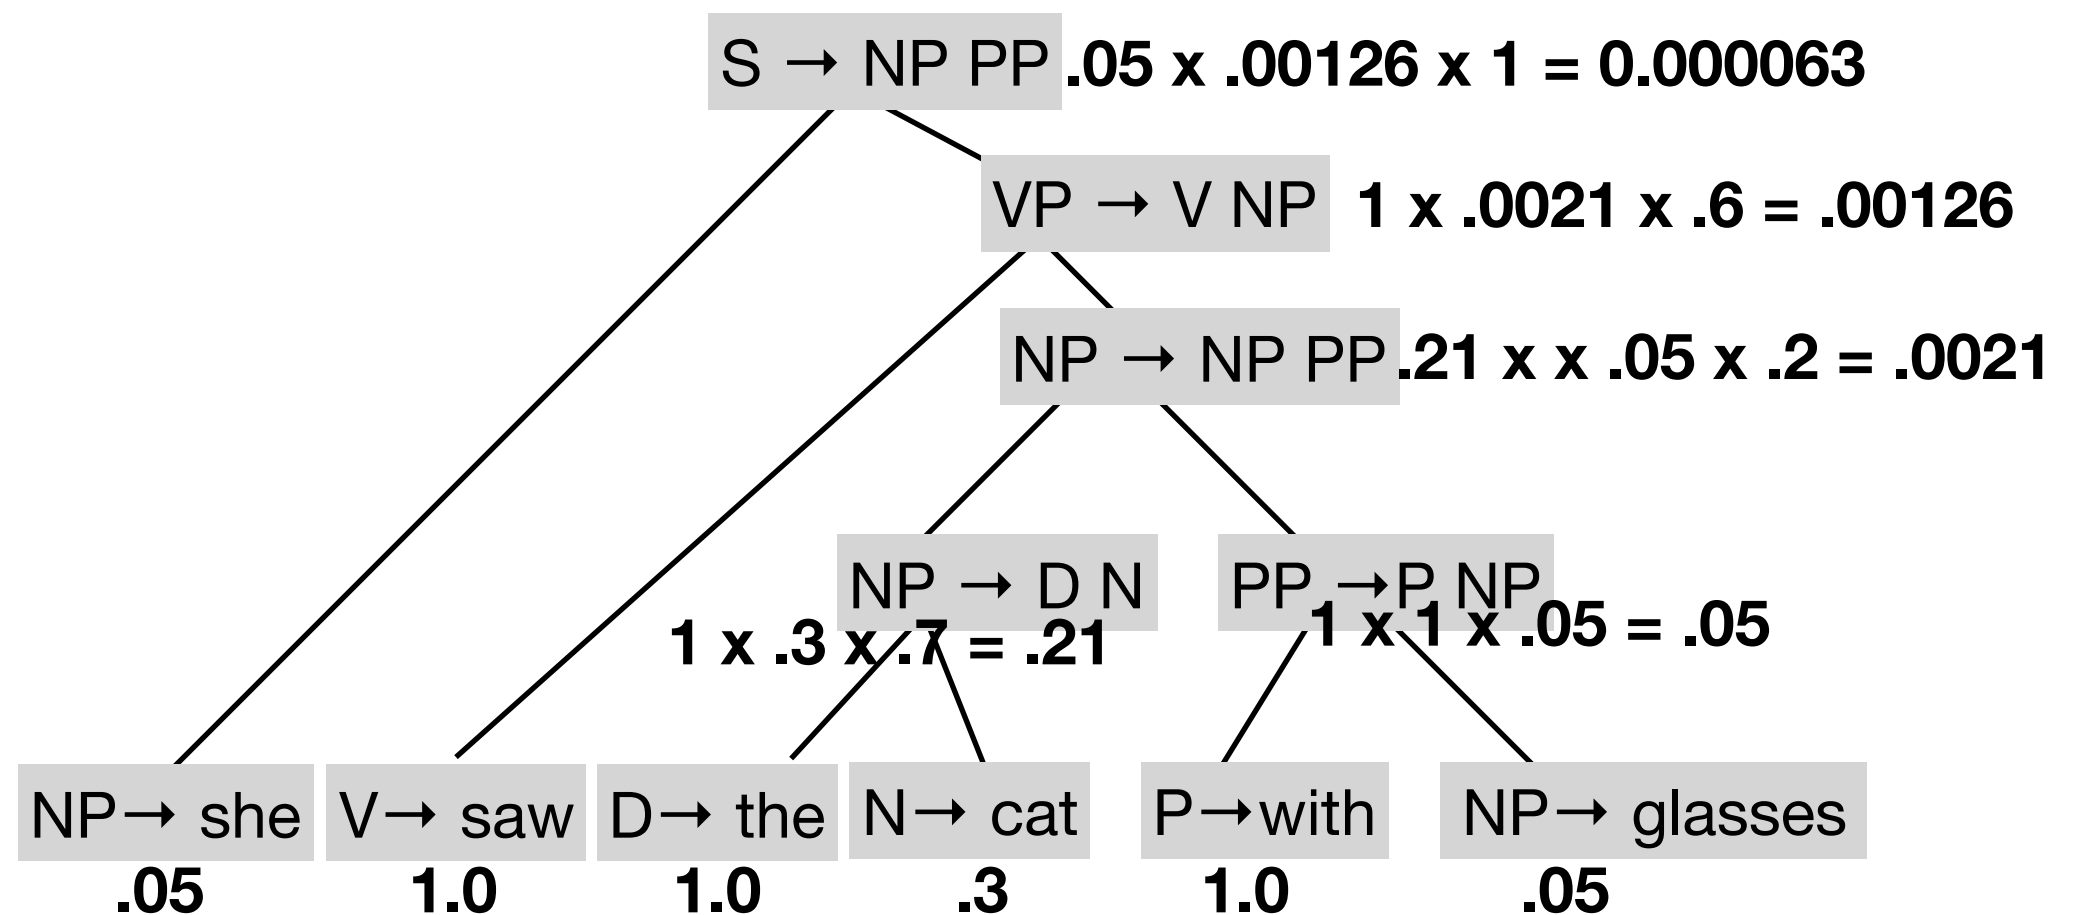 S → NP PP .05 x .00126 x 1 = 0.000063
VP → V NP 1 x .0021 x .6 = .00126
NP → NP PP .21 x x .05 x .2 = .0021
NP → D N
1 x .3 x .7 = .21
PP →P NP
1 x 1 x .05 = .05
NP→ she
.05
V→ saw
1.0
D→ the
1.0
N→ cat
.3
P→with
1.0
NP→ glasses
.05